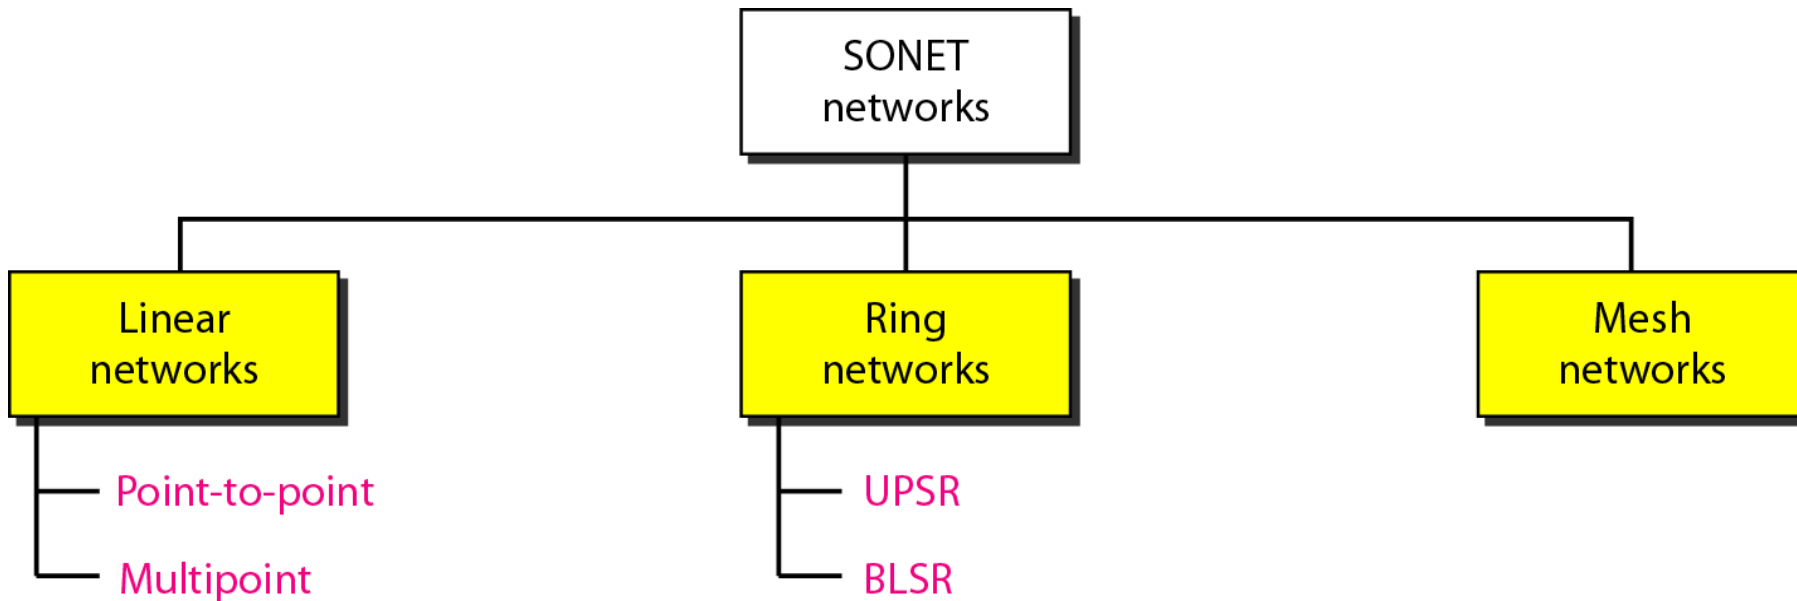 SONET
networks
Linear
networks
Ring
networks
Mesh
networks
Point-to-point
Multipoint
UPSR
BLSR